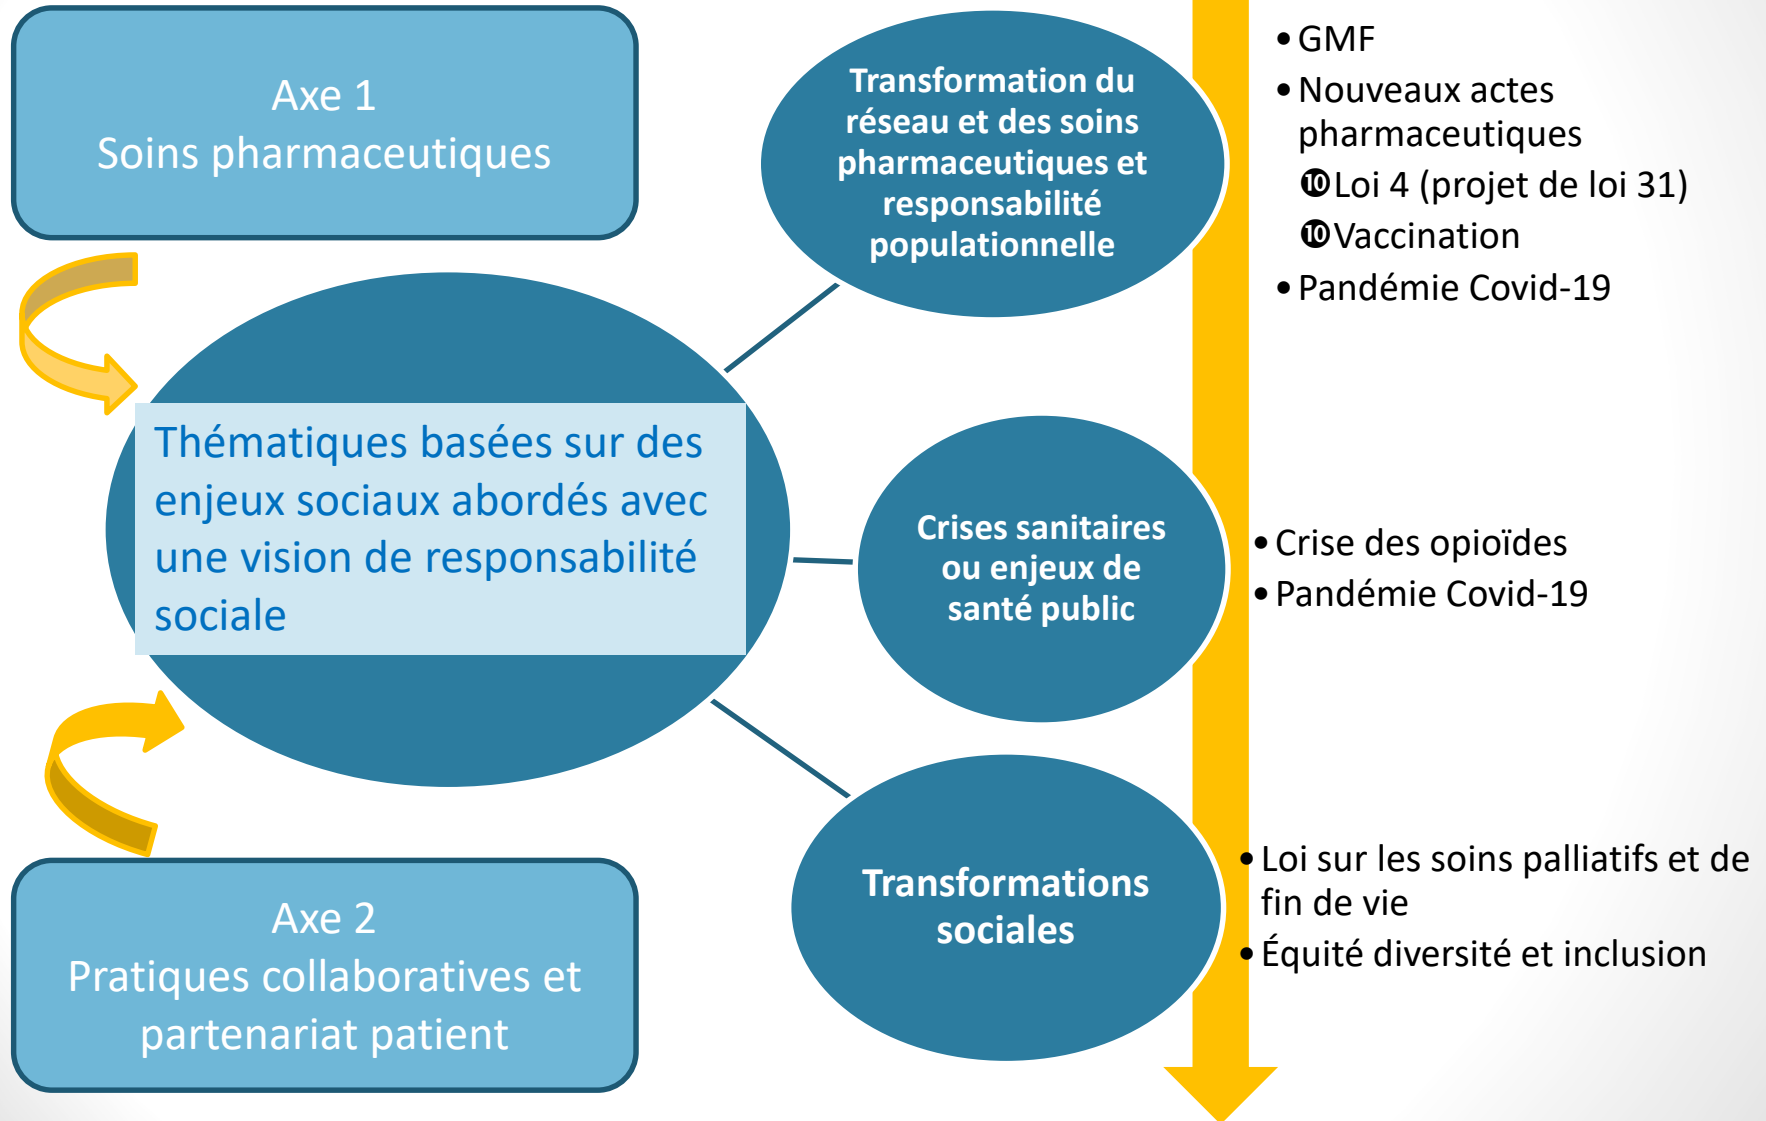 Axe 1
Soins pharmaceutiques
Thématiques basées sur des
enjeux sociaux abordés avec
une vision de responsabilité
sociale
Axe 2
Pratiques collaboratives et
partenariat patient
Transformation du
réseau et des soins
pharmaceutiques et
responsabilité
populationnelle
• GMF
• Nouveaux actes
pharmaceutiques
❿Loi 4 (projet de loi 31)
❿Vaccination
• Pandémie Covid-19
Crises sanitaires
ou enjeux de
santé public
• Crise des opioïdes
• Pandémie Covid-19
Transformations
sociales
• Loi sur les soins palliatifs et de
fin de vie
• Équité diversité et inclusion